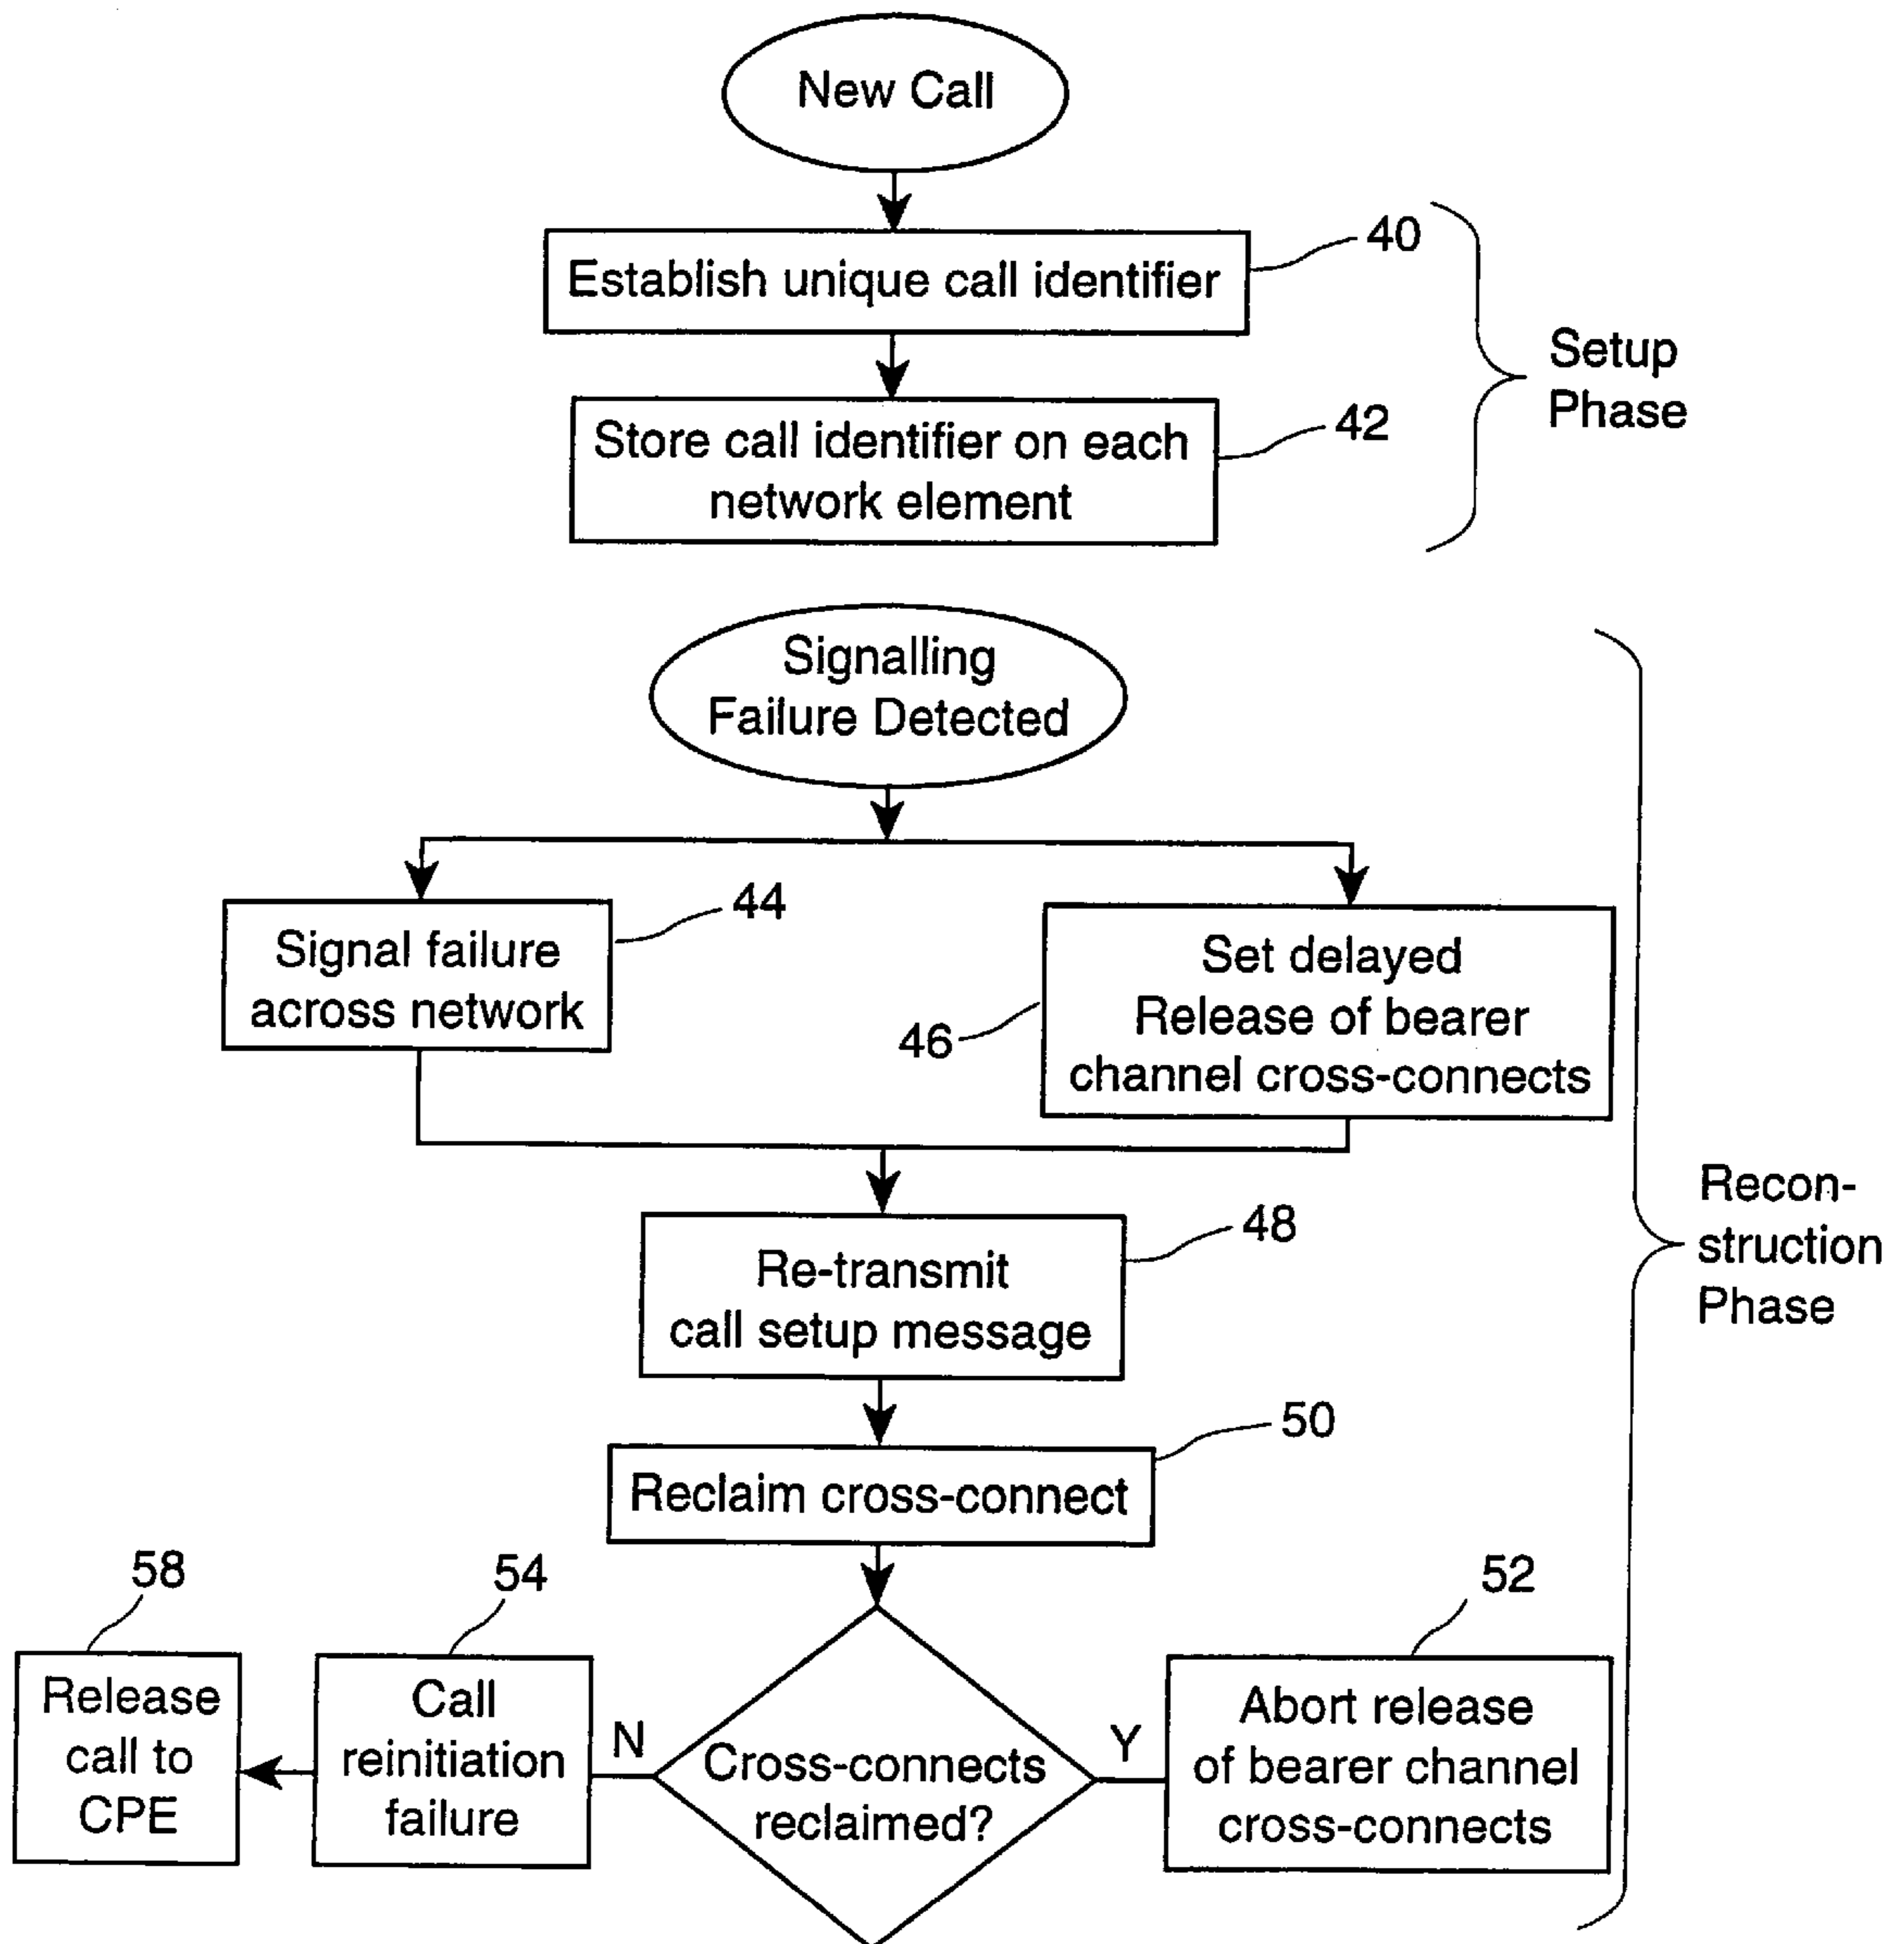 New Call
40
Establish unique call identifier
Setup
Phase
42
Store call identifier on each
network element
Signalling
Failure Detected
44
Signal failure
across network
46
Set delayed
Release of bearer
channel cross-connects
Recon-
struction
Phase
48
Re-transmit
call setup message
50
Reclaim cross-connect
58
54
52
Release
call to
CPE
Call
reinitiation
failure
N
Cross-connects
reclaimed?
Y
Abort release
of bearer channel
cross-connects